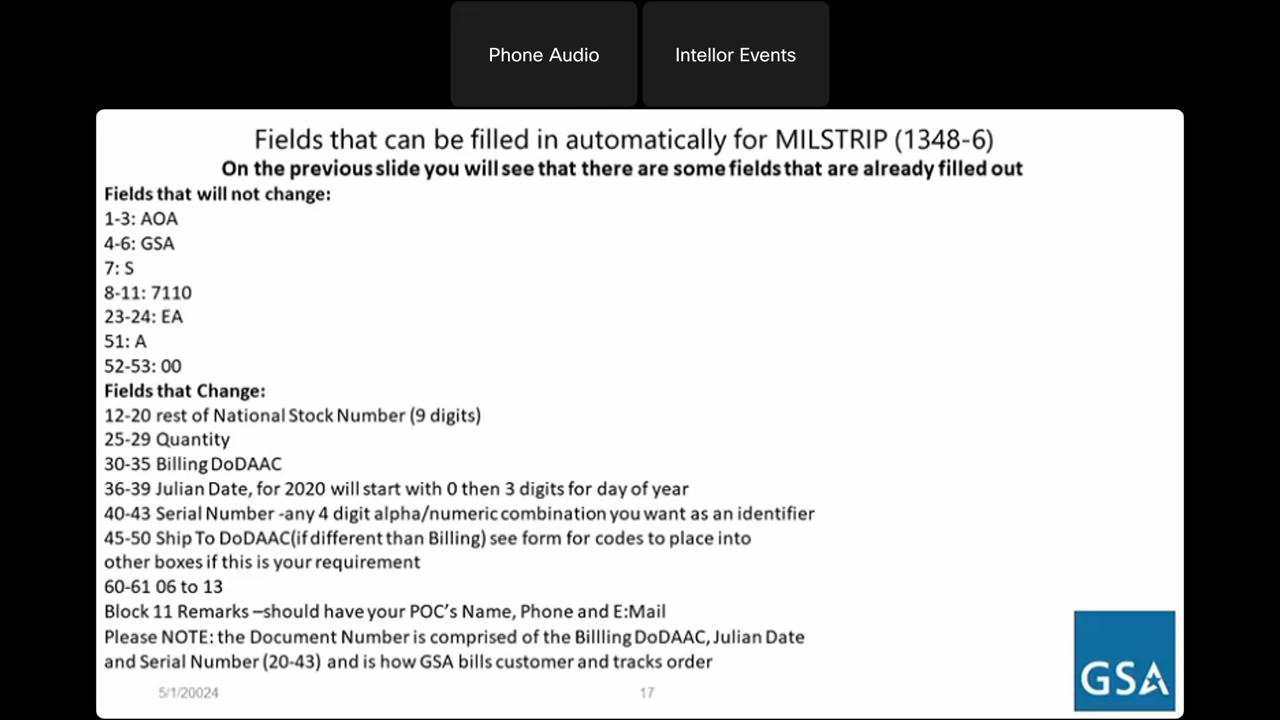 Phone Audio
Intellor Events
Fields that can be filled in automatically for MILSTRIP (1348-6)
On the previous slide you will see that there are some fields that are already filled out
Fields that will not change:
1-3: AOA
4-6: GSA
7: S
8-11: 7110
23-24: EA
51: A
52-53: 00
Fields that Change:
12-20 rest of National Stock Number (9 digits)
25-29 Quantity
30-35 Billing DoDAAC
36-39 Julian Date, for 2020 will start with 0 then 3 digits for day of year
40-43 Serial Number -any 4 digit alpha/numeric combination you want as an identifier
45-50 Ship To DoDAAC(if different than Billing) see form for codes to place into
other boxes if this is your requirement
60-61 06 to 13
Block 11 Remarks –should have your POC's Name, Phone and E:Mail
Please NOTE: the Document Number is comprised of the Billling DoDAAC, Julian Date
and Serial Number (20-43) and is how GSA bills customer and tracks order
5/1/20024
17
GSA